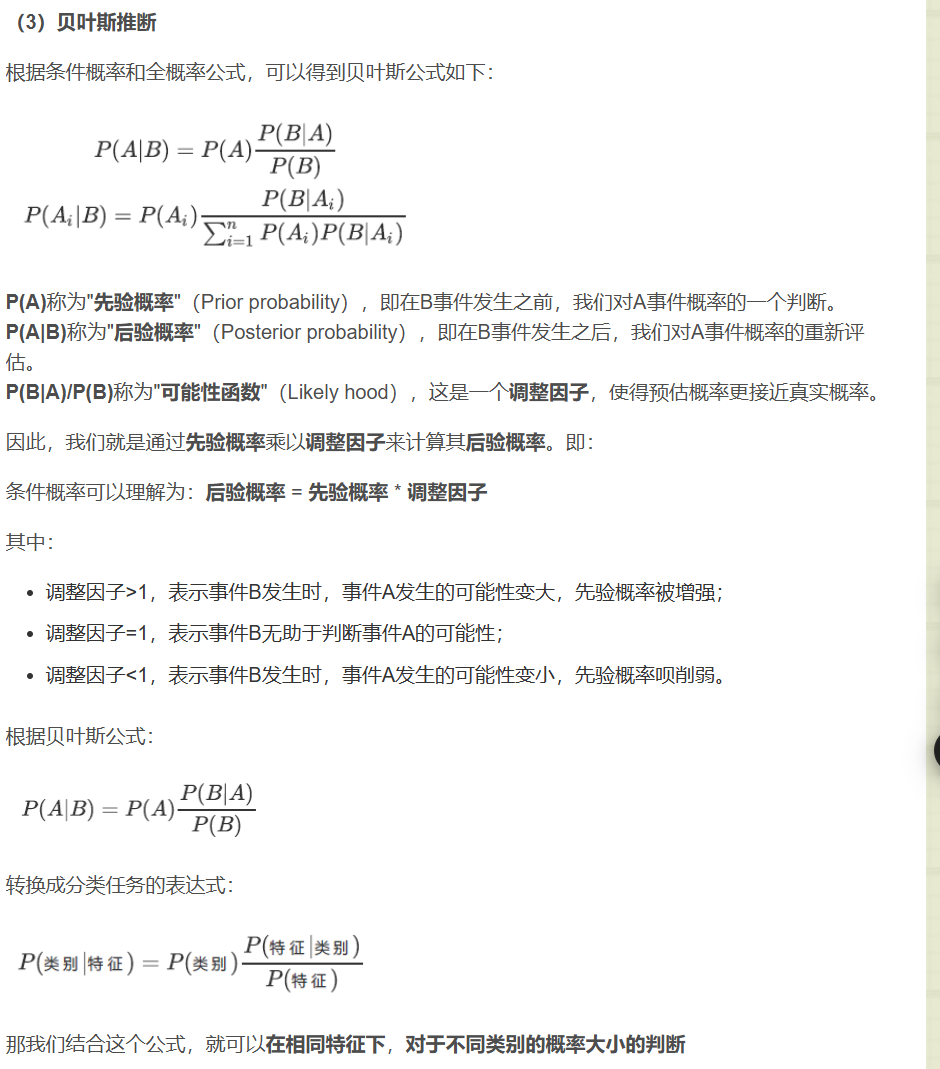 （3）贝叶斯推断
根据条件概率和全概率公式，可以得到贝叶斯公式如下：
P(A|B) = P(A) P(B|A) / P(B)
P(A_i|B) = P(A_i) P(B|A_i) / ∑_{i=1}^{n} P(A_i)P(B|A_i)
P(A)称为"先验概率"（Prior probability），即在B事件发生之前，我们对A事件概率的一个判断。
P(A|B)称为"后验概率"（Posterior probability），即在B事件发生之后，我们对A事件概率的重新评
估。
P(B|A)/P(B)称为"可能性函数"（Likely hood），这是一个调整因子，使得预估概率更接近真实概率。
因此，我们就是通过先验概率乘以调整因子来计算其后验概率。即：
条件概率可以理解为：后验概率 = 先验概率 * 调整因子
其中：
• 调整因子>1，表示事件B发生时，事件A发生的可能性变大，先验概率被增强；
• 调整因子=1，表示事件B无助于判断事件A的可能性；
• 调整因子<1，表示事件B发生时，事件A发生的可能性变小，先验概率呗削弱。
根据贝叶斯公式：
P(A|B) = P(A) P(B|A) / P(B)
转换成分类任务的表达式：
P(类别|特征) = P(类别) P(特征|类别) / P(特征)
那我们结合这个公式，就可以在相同特征下，对于不同类别的概率大小的判断